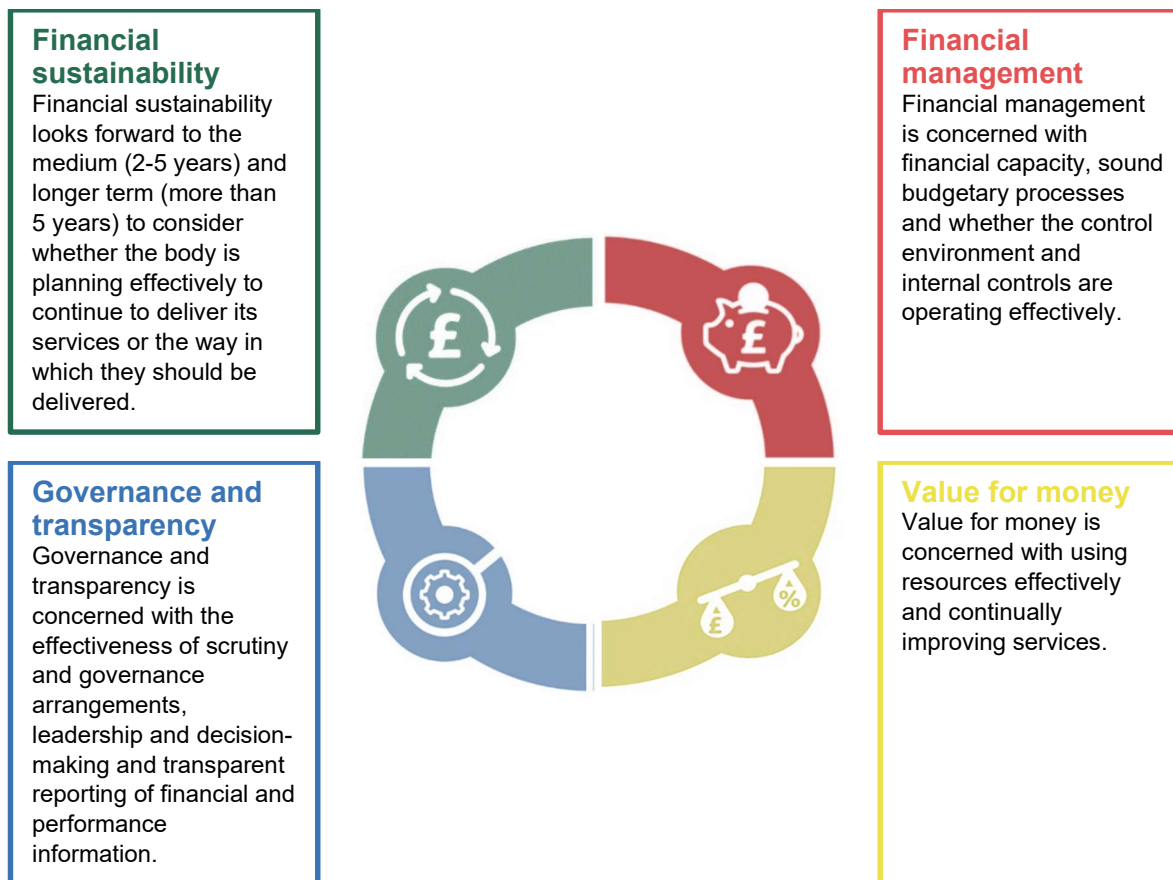 Financial
sustainability
Financial sustainability
looks forward to the
medium (2-5 years) and
longer term (more than
5 years) to consider
whether the body is
planning effectively to
continue to deliver its
services or the way in
which they should be
delivered.
Financial
management
Financial management
is concerned with
financial capacity, sound
budgetary processes
and whether the control
environment and
internal controls are
operating effectively.
£
£
Governance and
transparency
Governance and
transparency is
concerned with the
effectiveness of scrutiny
and governance
arrangements,
leadership and decision-
making and transparent
reporting of financial and
performance
information.
£
%
Value for money
Value for money is
concerned with using
resources effectively
and continually
improving services.